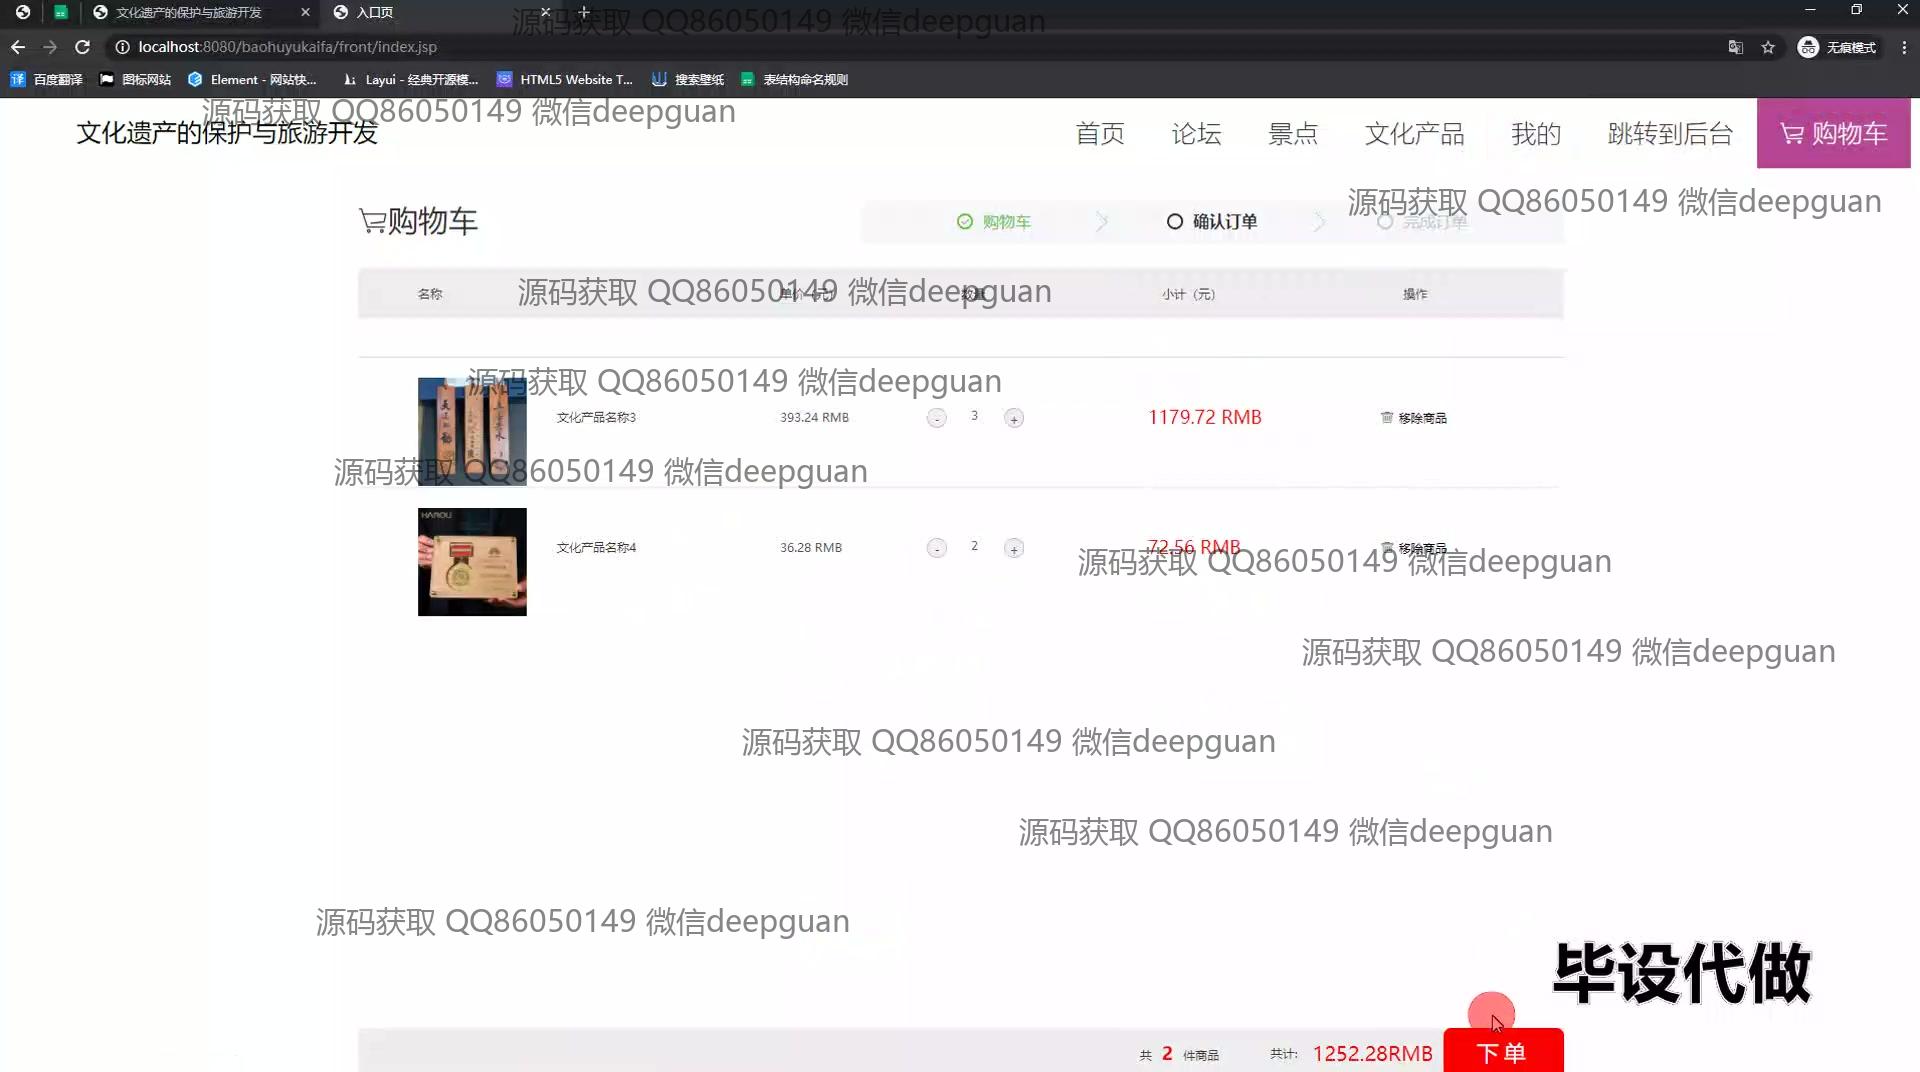 文化遗产的保护与旅游开发
入口页
源码获取 QQ86050149 微信deepguan
localhost:8080/baohuyukaifa/front/index.jsp
无痕模式
百度翻译 图标网站 Element - 网站快... Layui - 经典开源模... HTML5 Website T... 搜索壁纸 表结构命名规则
源码获取 QQ86050149 微信deepguan
文化遗产的保护与旅游开发
首页 论坛 景点 文化产品 我的 跳转到后台 购物车
源码获取 QQ86050149 微信deepguan
购物车
购物车 确认订单 完成订单
源码获取 QQ86050149 微信deepguan
名称 单价（元） 数量 小计（元） 操作
源码获取 QQ86050149 微信deepguan
文化产品名称3 393.24 RMB - 3 + 1179.72 RMB 移除商品
源码获取 QQ86050149 微信deepguan
HAROLI
文化产品名称4 36.28 RMB - 2 + 72.56 RMB 移除商品
源码获取 QQ86050149 微信deepguan
源码获取 QQ86050149 微信deepguan
源码获取 QQ86050149 微信deepguan
源码获取 QQ86050149 微信deepguan
源码获取 QQ86050149 微信deepguan
毕设代做
共 2 件商品 共计: 1252.28RMB 下单